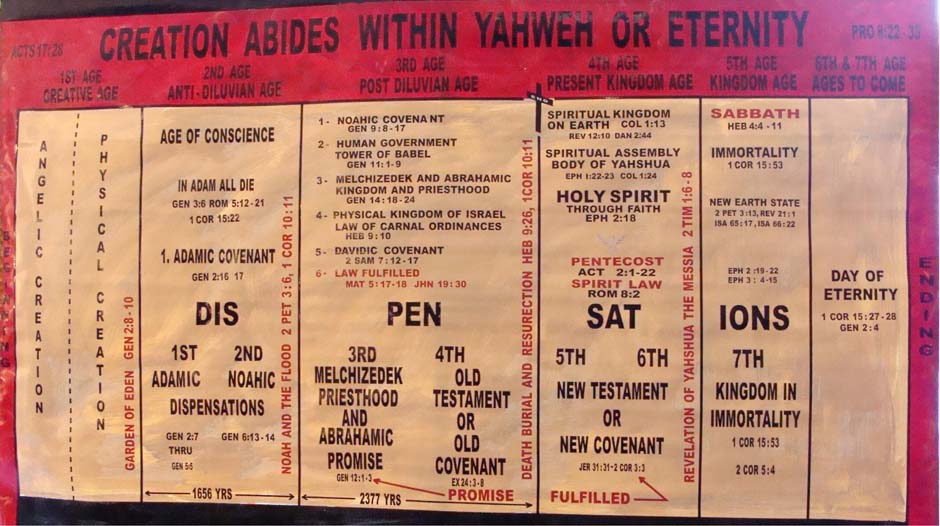 CREATION ABIDES WITHIN YAHWEH OR ETERNITY
ACTS 17:28
PRO 8:22-35
1ST AGE
CREATIVE AGE
2ND AGE
ANTI-DILUVIAN AGE
3RD AGE
POST DILUVIAN AGE
4TH AGE
PRESENT KINGDOM AGE
5TH AGE
KINGDOM AGE
6TH & 7TH AGE
AGES TO COME
BEGINNING
ANGELIC CREATION
PHYSICAL CREATION
GARDEN OF EDEN GEN 2:8-10
AGE OF CONSCIENCE
IN ADAM ALL DIE
GEN 3:6 ROM 5:12-21
1 COR 15:22
1. ADAMIC COVENANT
GEN 2:16 17
DIS
1ST 2ND
ADAMIC NOAHIC
DISPENSATIONS
GEN 2:7 GEN 6:13-14
THRU
GEN 5:5
1656 YRS
NOAH AND THE FLOOD 2 PET 3:6, 1 COR 10:11
1- NOAHIC COVENANT
GEN 9:8-17
2- HUMAN GOVERNMENT
TOWER OF BABEL
GEN 11:1-9
3- MELCHIZEDEK AND ABRAHAMIC
KINGDOM AND PRIESTHOOD
GEN 14:18-24
4- PHYSICAL KINGDOM OF ISRAEL
LAW OF CARNAL ORDINANCES
HEB 9:10
5- DAVIDIC COVENANT
2 SAM 7:12-17
6- LAW FULFILLED
MAT 5:17-18 JHN 19:30
PEN
3RD
MELCHIZEDEK
PRIESTHOOD
AND
ABRAHAMIC
PROMISE
GEN 12:1-3
4TH
OLD
TESTAMENT
OR
OLD
COVENANT
EX 24:3-8
PROMISE
2377 YRS
DEATH BURIAL AND RESURECTION HEB 9:26, 1COR 10:11
SPIRITUAL KINGDOM
ON EARTH COL 1:13
REV 12:10 DAN 2:44
SPIRITUAL ASSEMBLY
BODY OF YAHSHUA
EPH 1:22-23 COL 1:24
HOLY SPIRIT
THROUGH FAITH
EPH 2:18
PENTECOST
ACT 2:1-22
SPIRIT LAW
ROM 8:2
SAT
5TH 6TH
NEW TESTAMENT
OR
NEW COVENANT
JER 31:31-2 COR 3:3
FULFILLED
REVELATION OF YAHSHUA THE MESSIA 2 TIM 1:6-8
SABBATH
HEB 4:4-11
IMMORTALITY
1 COR 15:53
NEW EARTH STATE
2 PET 3:13, REV 21:1
ISA 65:17, ISA 66:22
EPH 2:19-22
EPH 3: 4-15
IONS
7TH
KINGDOM IN
IMMORTALITY
1 COR 15:53
2 COR 5:4
DAY OF
ETERNITY
1 COR 15:27-28
GEN 2:4
ENDING